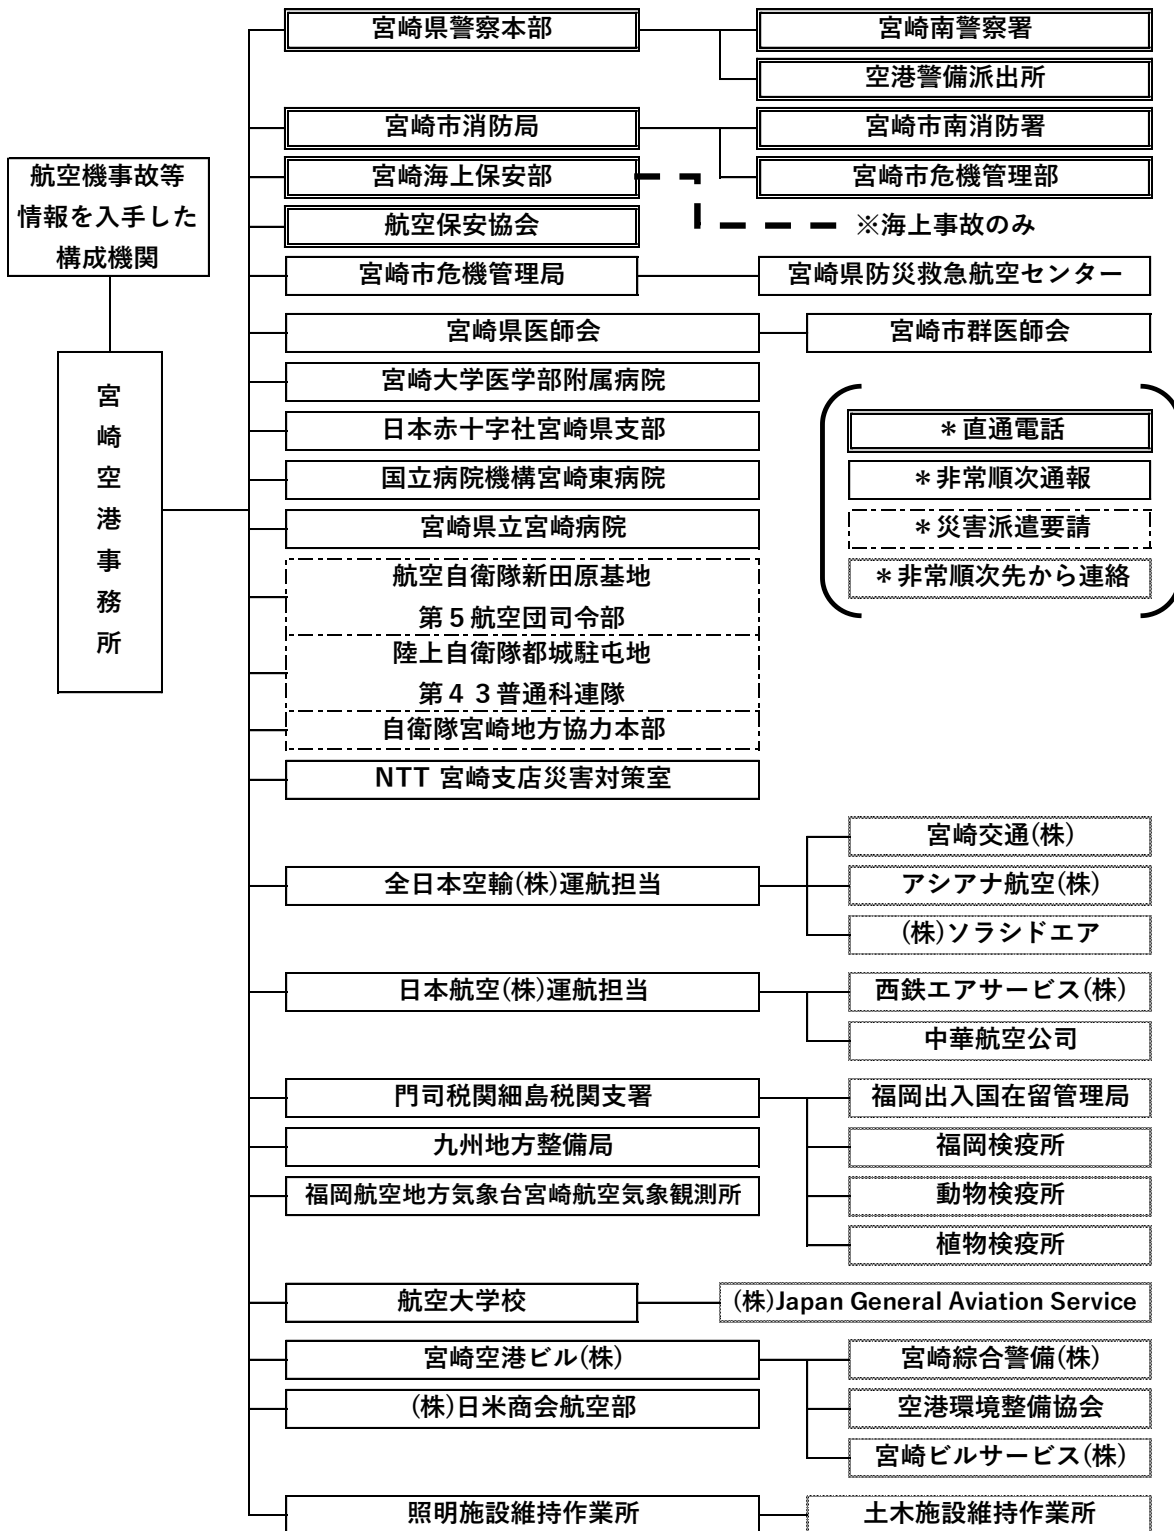 宮崎県警察本部
宮崎南警察署
空港警備派出所
宮崎市消防局
宮崎市南消防署
航空機事故等
情報を入手した
構成機関
宮崎海上保安部
宮崎市危機管理部
航空保安協会
※海上事故のみ
宮崎市危機管理局
宮崎県防災救急航空センター
宮崎県医師会
宮崎市群医師会
宮崎空港事務所
宮崎大学医学部附属病院
日本赤十字社宮崎県支部
国立病院機構宮崎東病院
宮崎県立宮崎病院
＊直通電話
＊非常順次通報
＊災害派遣要請
＊非常順次先から連絡
航空自衛隊新田原基地
第５航空団司令部
陸上自衛隊都城駐屯地
第４３普通科連隊
自衛隊宮崎地方協力本部
NTT 宮崎支店災害対策室
宮崎交通(株)
全日本空輸(株)運航担当
アシアナ航空(株)
(株)ソラシドエア
日本航空(株)運航担当
西鉄エアサービス(株)
中華航空公司
門司税関細島税関支署
福岡出入国在留管理局
九州地方整備局
福岡検疫所
福岡航空地方気象台宮崎航空気象観測所
動物検疫所
植物検疫所
航空大学校
(株)Japan General Aviation Service
宮崎空港ビル(株)
宮崎綜合警備(株)
(株)日米商会航空部
空港環境整備協会
宮崎ビルサービス(株)
照明施設維持作業所
土木施設維持作業所